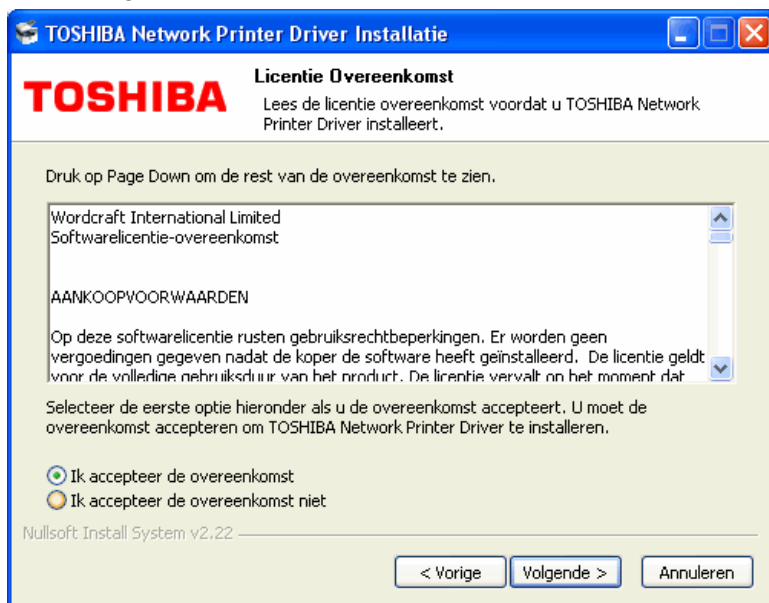 TOSHIBA Network Printer Driver Installatie
TOSHIBA
Licentie Overeenkomst
Lees de licentie overeenkomst voordat u TOSHIBA Network
Printer Driver installeert.
Druk op Page Down om de rest van de overeenkomst te zien.
Wordcraft International Limited
Softwarelicentie-overeenkomst
AANKOOPVOORWAARDEN
Op deze softwarelicentie rusten gebruiksrechtbeperkingen. Er worden geen
vergoedingen gegeven nadat de koper de software heeft geïnstalleerd. De licentie geldt
voor de volledige gebruiksduur van het product. De licentie vervalt op het moment dat
Selecteer de eerste optie hieronder als u de overeenkomst accepteert. U moet de
overeenkomst accepteren om TOSHIBA Network Printer Driver te installeren.
Ik accepteer de overeenkomst
Ik accepteer de overeenkomst niet
Nullsoft Install System v2.22
< Vorige
Volgende >
Annuleren